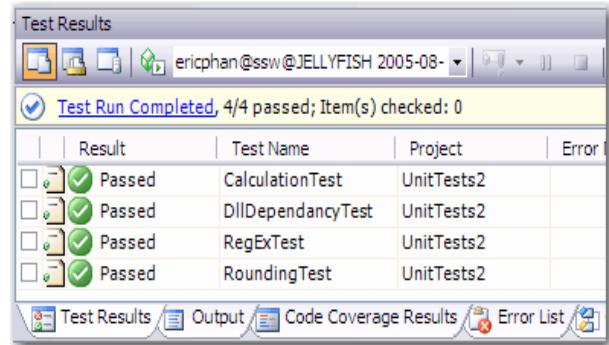 Test Results
ericphan@ssw@JELLYFISH 2005-08-
Test Run Completed, 4/4 passed; Item(s) checked: 0
Result Test Name Project Error
Passed CalculationTest UnitTests2
Passed DllDependancyTest UnitTests2
Passed RegExTest UnitTests2
Passed RoundingTest UnitTests2
Test Results Output Code Coverage Results Error List